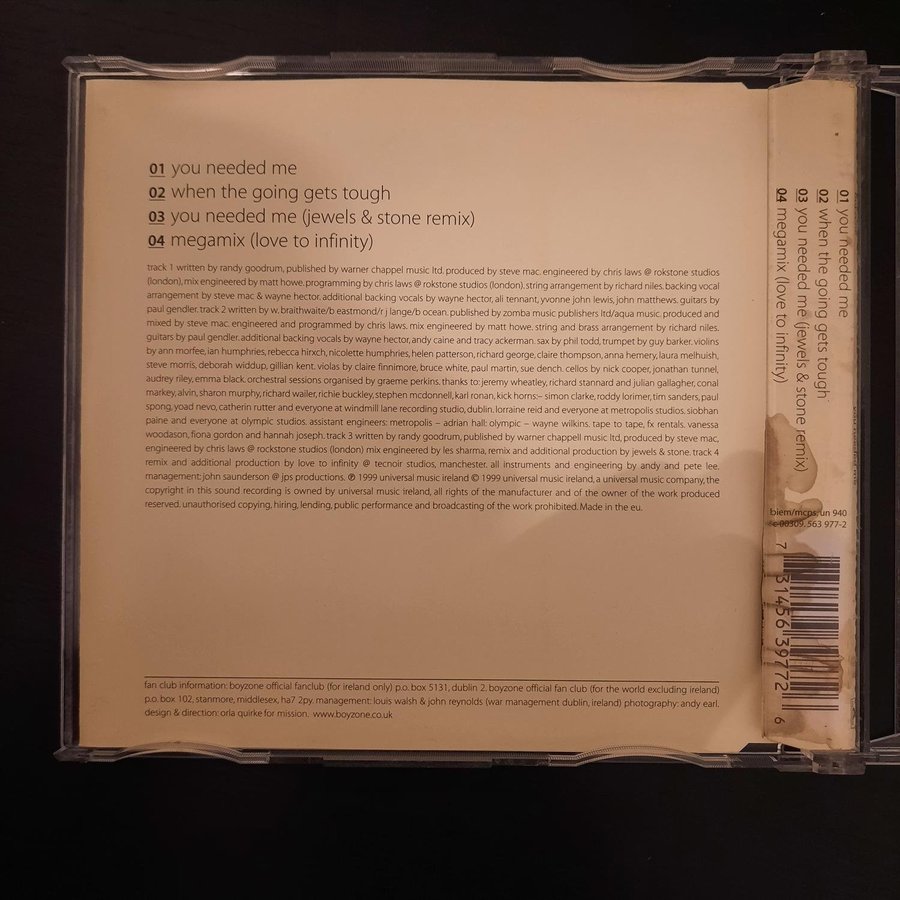 01 you needed me
02 when the going gets tough
03 you needed me (jewels & stone remix)
04 megamix (love to infinity)
track 1 written by randy goodrum, published by warner chappel music ltd. produced by steve mac. engineered by chris laws @ rokstone studios
(london), mix engineered by matt howe. programming by chris laws @ rokstone studios (london). string arrangement by richard niles. backing vocal
arrangement by steve mac & wayne hector. additional backing vocals by wayne hector, ali tennant, yvonne john lewis, john matthews. guitars by
paul gendler. track 2 written by w. braithwaite/b eastmond/r j lange/b ocean. published by zomba music publishers ltd/aqua music. produced and
mixed by steve mac. engineered and programmed by chris laws. mix engineered by matt howe. string and brass arrangement by richard niles.
guitars by paul gendler. additional backing vocals by wayne hector, andy caine and tracy ackerman. sax by phil todd, trumpet by guy barker. violins
by ann morfee, ian humphries, rebecca hirxch, nicolette humphries, helen patterson, richard george, claire thompson, anna hemery, laura melhuish,
steve morris, deborah widdup, gillian kent. violas by claire finnimore, bruce white, paul martin, sue dench. cellos by nick cooper, jonathan tunnel,
audrey riley, emma black. orchestral sessions organised by graeme perkins. thanks to: jeremy wheatley, richard stannard and julian gallagher, conal
markey, alvin, sharon murphy, richard waller, richie buckley, stephen mcdonnell, karl ronan, kick horns:– simon clarke, roddy lorimer, tim sanders, paul
spong, yoad nevo, catherin rutter and everyone at windmill lane recording studio, dublin. lorraine reid and everyone at metropolis studios. siobhan
paine and everyone at olympic studios. assistant engineers: metropolis – adrian hall: olympic – wayne wilkins. tape to tape, fx rentals. vanessa
woodason, fiona gordon and hannah joseph. track 3 written by randy goodrum, published by warner chappell music ltd, produced by steve mac,
engineered by chris laws @ rockstone studios (london) mix engineered by les sharma, remix and additional production by jewels & stone. track 4
remix and additional production by love to infinity @ tecnoir studios, manchester. all instruments and engineering by andy and pete lee.
management: john saunderson @ jps productions. ℗ 1999 universal music ireland © 1999 universal music ireland, a universal music company, the
copyright in this sound recording is owned by universal music ireland, all rights of the manufacturer and of the owner of the work produced
reserved. unauthorised copying, hiring, lending, public performance and broadcasting of the work prohibited. Made in the eu.
fan club information: boyzone official fanclub (for ireland only) p.o. box 5131, dublin 2. boyzone official fan club (for the world excluding ireland)
p.o. box 102, stanmore, middlesex, ha7 2py. management: louis walsh & john reynolds (war management dublin, ireland) photography: andy earl.
design & direction: orla quirke for mission. www.boyzone.co.uk
01 you needed me
02 when the going gets tough
03 you needed me (jewels & stone remix)
04 megamix (love to infinity)
biem/mcps, un 940
lc 00309. 563 977-2
7 31456 39772 6